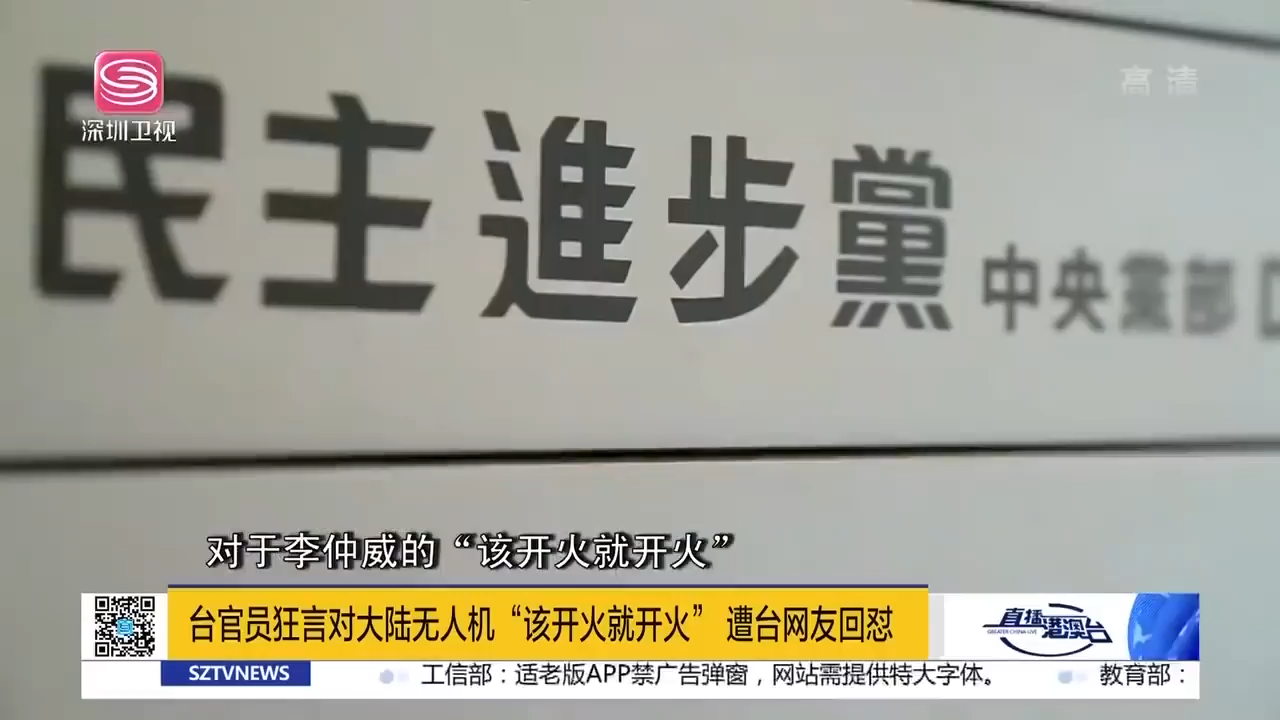 深圳卫视
高清
民主進步黨
中央黨部
对于李仲威的“该开火就开火”
台官员狂言对大陆无人机“该开火就开火” 遭台网友回怼
直播港澳台
GREATER CHINA LIVE
SZTVNEWS
工信部：适老版APP禁广告弹窗，网站需提供特大字体。
教育部：